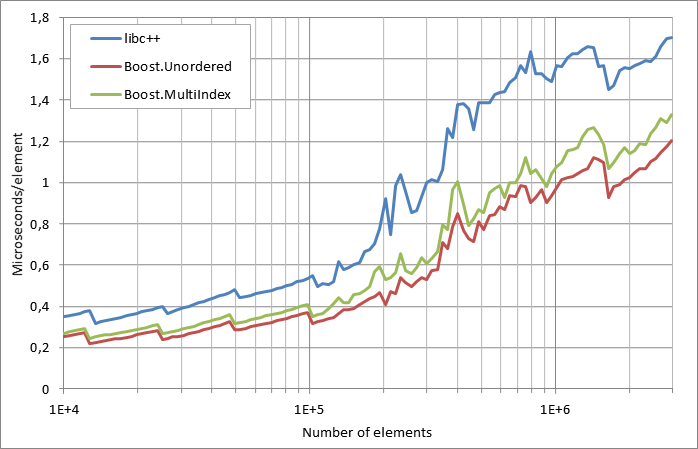 1,8
1,6
1,4
1,2
1
0,8
0,6
0,4
0,2
0
Microseconds/element
libc++
Boost.Unordered
Boost.MultiIndex
1E+4
1E+5
1E+6
Number of elements